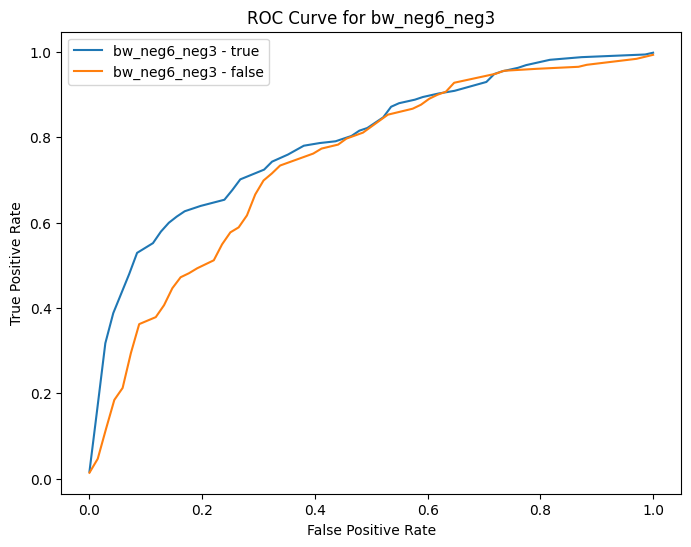 ROC Curve for bw_neg6_neg3
bw_neg6_neg3 - true
bw_neg6_neg3 - false
True Positive Rate
1.0
0.8
0.6
0.4
0.2
0.0
0.0 0.2 0.4 0.6 0.8 1.0
False Positive Rate